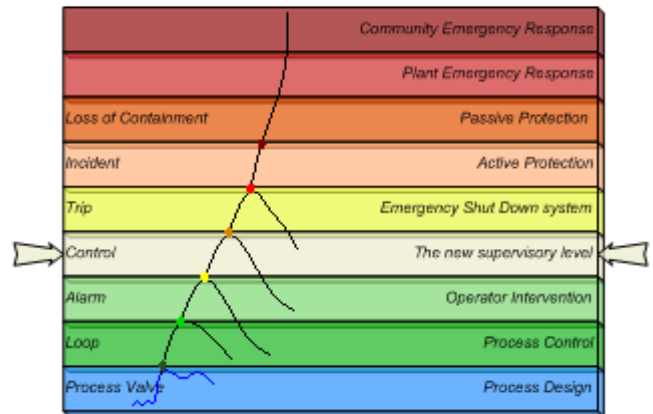 Community Emergency Response
Plant Emergency Response
Loss of Containment Passive Protection
Incident Active Protection
Trip Emergency Shut Down system
Control The new supervisory level
Alarm Operator Intervention
Loop Process Control
Process Valve Process Design